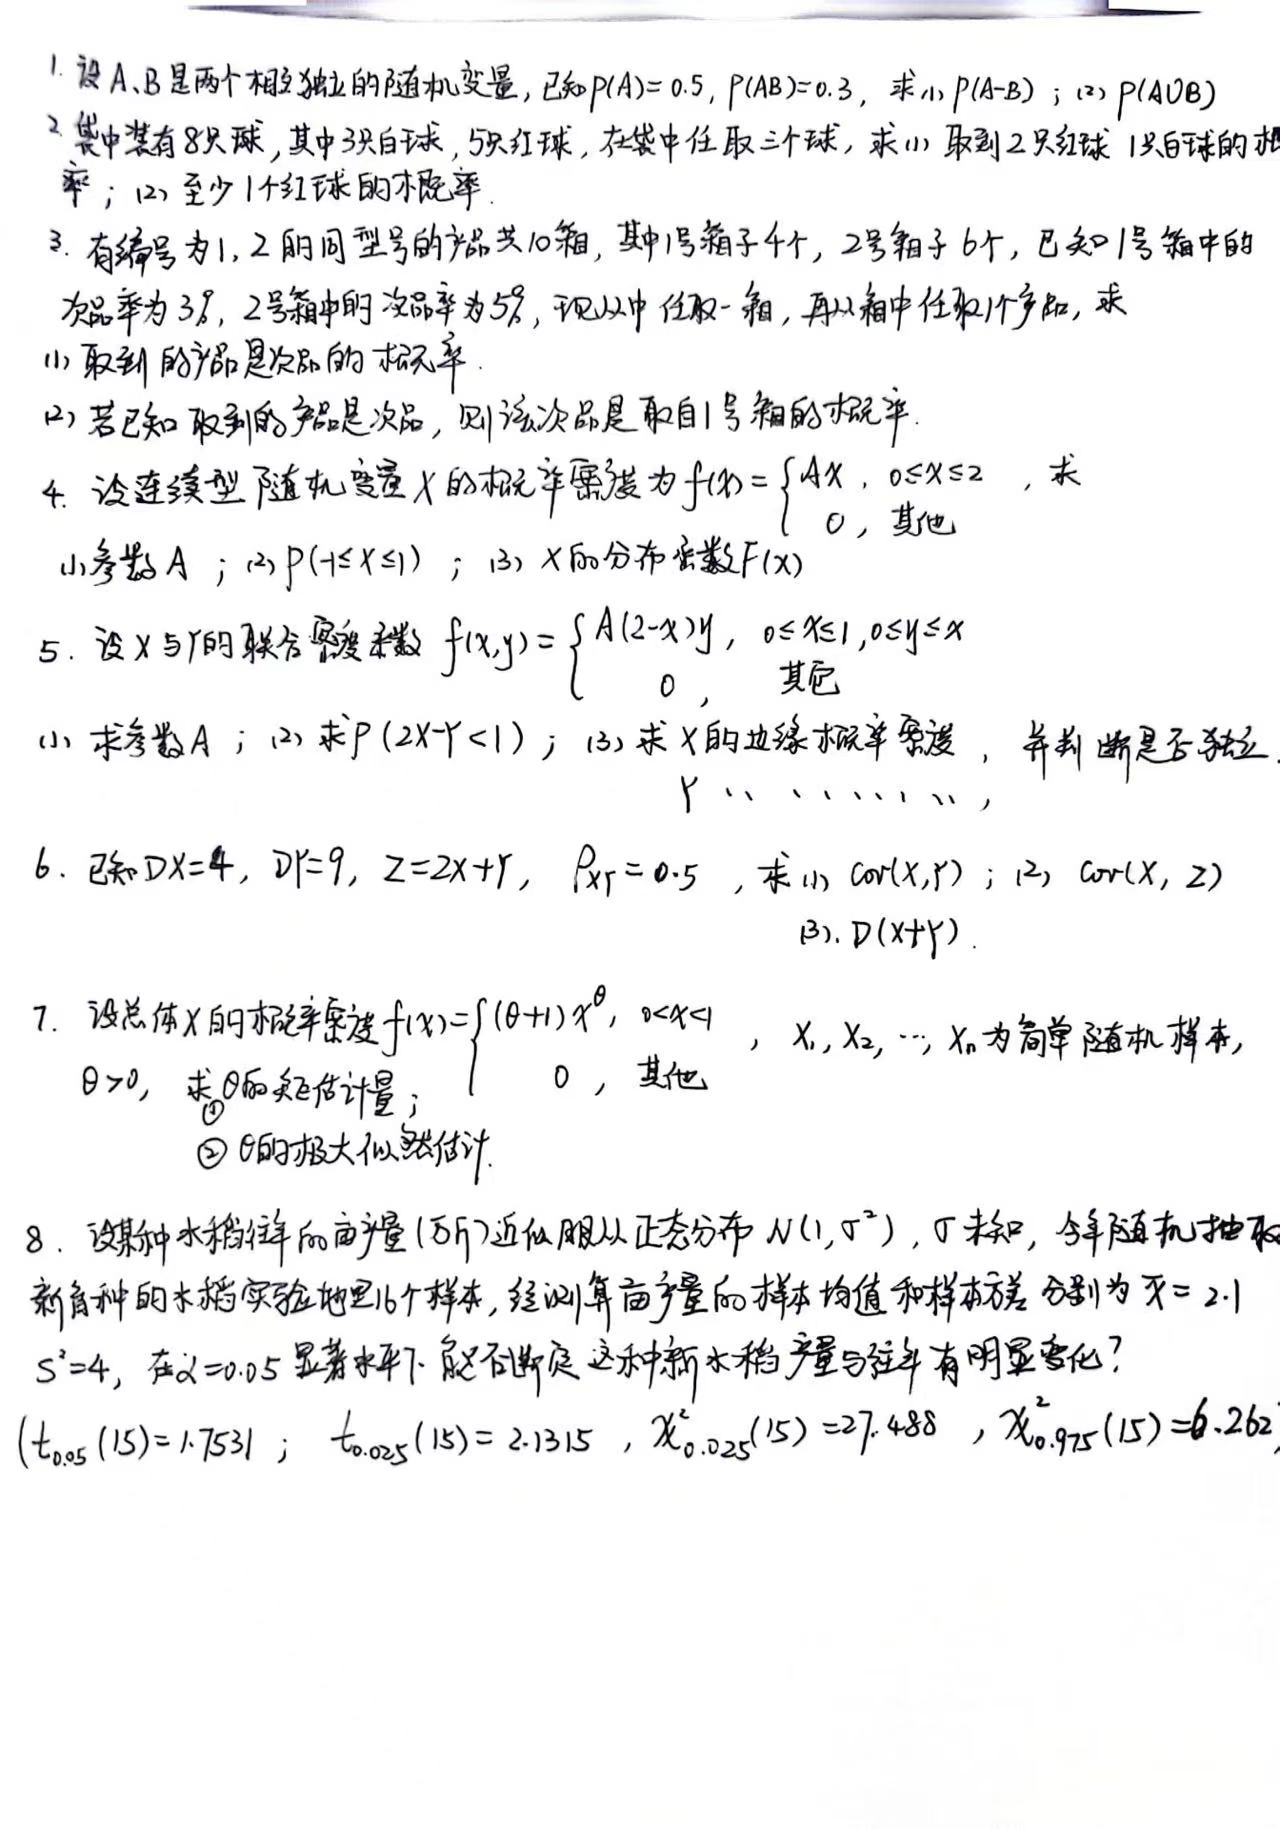 1. 设A、B是两个相互独立的随机变量, 已知P(A)=0.5, P(AB)=0.3, 求(1) P(A-B) ; (2) P(A∪B)
2. 袋中装有8只球, 其中3只白球, 5只红球, 在袋中任取三个球, 求(1) 取到2只红球 1只白球的概
率; (2) 至少1个红球的概率.
3. 有编号为1, 2的同型号的产品共10箱, 其中1号箱子4个, 2号箱子6个, 已知1号箱中的
次品率为3%, 2号箱中的次品率为5%, 现从中任取一箱, 再从箱中任取1个产品, 求
(1) 取到的产品是次品的概率.
(2) 若已知取到的产品是次品, 则该次品是取自1号箱的概率.
4. 设连续型随机变量X的概率密度为f(x)={Ax, 0≤x≤2 , 求
0, 其他
(1) 参数A ; (2) P(-1≤X≤1) ; (3) X的分布函数F(x)
5. 设X与Y的联合密度函数 f(x,y)={A(2-x)y, 0≤x≤1, 0≤y≤x
0, 其它
(1) 求参数A ; (2) 求P(2X-Y<1) ; (3) 求X的边缘概率密度 , 并判断是否独立.
Y 、、 、 、 、、、 、 、、 ,
6. 已知DX=4, DY=9, Z=2X+Y, ρXY=0.5 , 求(1) Cov(X,Y) ; (2) Cov(X, Z)
(3). D(X+Y).
7. 设总体X的概率密度f(x)={(θ+1)x^θ, 0<x<1 , X₁, X₂, …, Xₙ为简单随机样本,
θ>0, 求①θ的矩估计量; 0, 其他
② θ的极大似然估计.
8. 设某种水稻往年的亩产量(万斤)近似服从正态分布 N(1,σ²), σ未知, 今年随机抽取
新育种的水稻实验地里16个样本, 经测算亩产量的样本均值和样本方差分别为 x̄=2.1
S²=4, 在α=0.05显著水平下能否断定这种新水稻产量与往年有明显变化?
(t₀.₀₅(15)=1.7531 ; t₀.₀₂₅(15)=2.1315 , χ²₀.₀₂₅(15)=27.488 , χ²₀.₉₇₅(15)=6.262)